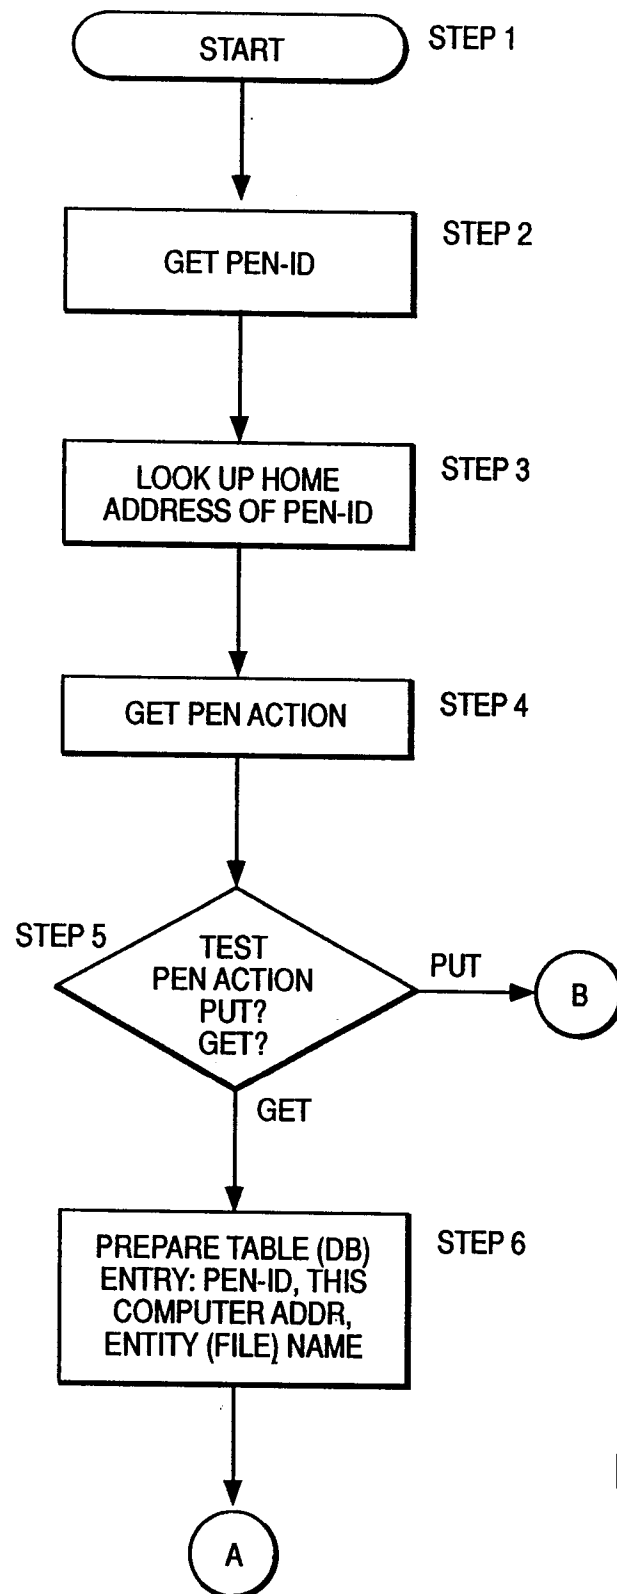 START
STEP 1
GET PEN-ID
STEP 2
LOOK UP HOME
ADDRESS OF PEN-ID
STEP 3
GET PEN ACTION
STEP 4
STEP 5
TEST
PEN ACTION
PUT?
GET?
PUT
B
GET
PREPARE TABLE (DB)
ENTRY: PEN-ID, THIS
COMPUTER ADDR,
ENTITY (FILE) NAME
STEP 6
A